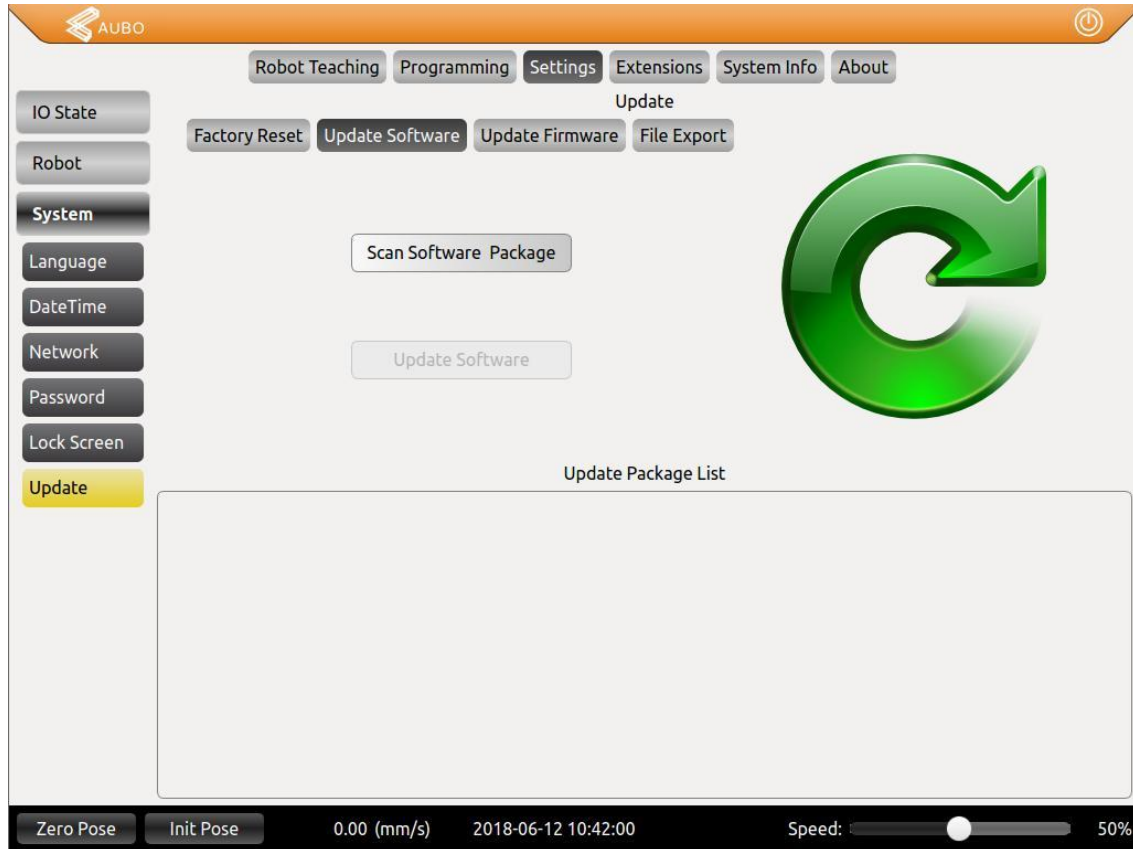 AUBO
Robot Teaching Programming Settings Extensions System Info About
Update
IO State
Factory Reset Update Software Update Firmware File Export
Robot
System
Scan Software Package
Language
DateTime
Network
Update Software
Password
Lock Screen
Update Package List
Update
Zero Pose Init Pose 0.00 (mm/s) 2018-06-12 10:42:00 Speed: 50%